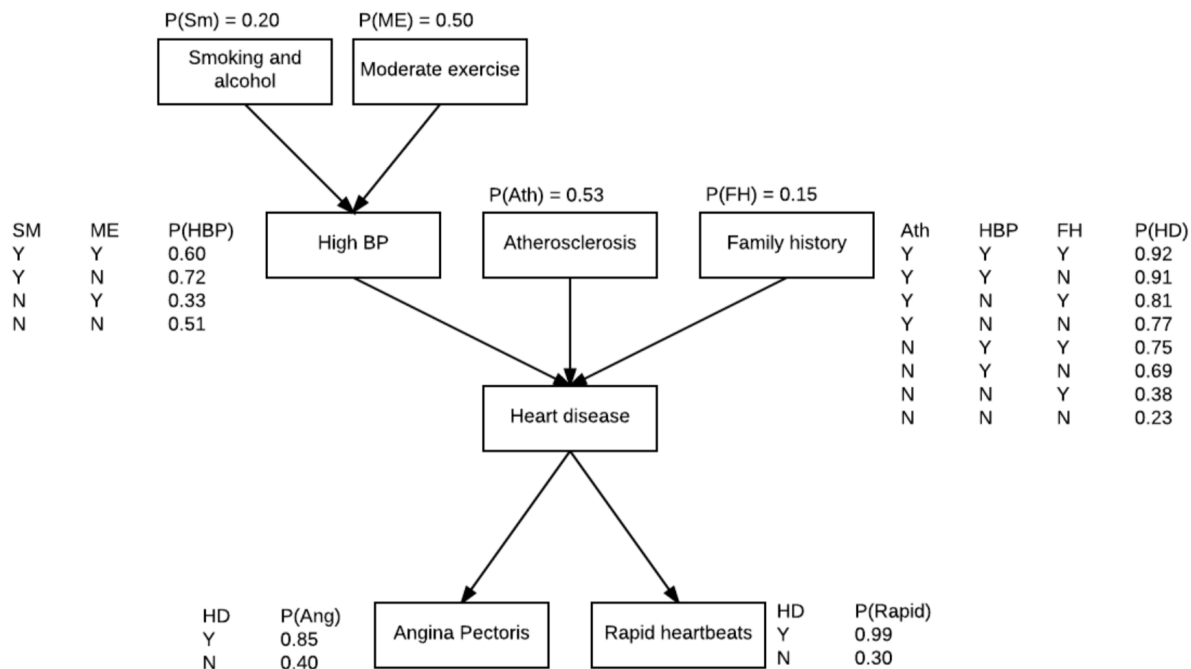 P(Sm) = 0.20
P(ME) = 0.50
Smoking and
alcohol
Moderate exercise
P(Ath) = 0.53
P(FH) = 0.15
SM ME P(HBP)
Y Y 0.60
Y N 0.72
N Y 0.33
N N 0.51
High BP
Atherosclerosis
Family history
Ath HBP FH P(HD)
Y Y Y 0.92
Y Y N 0.91
Y N Y 0.81
Y N N 0.77
N Y Y 0.75
N Y N 0.69
N N Y 0.38
N N N 0.23
Heart disease
HD P(Ang)
Y 0.85
N 0.40
Angina Pectoris
Rapid heartbeats
HD P(Rapid)
Y 0.99
N 0.30